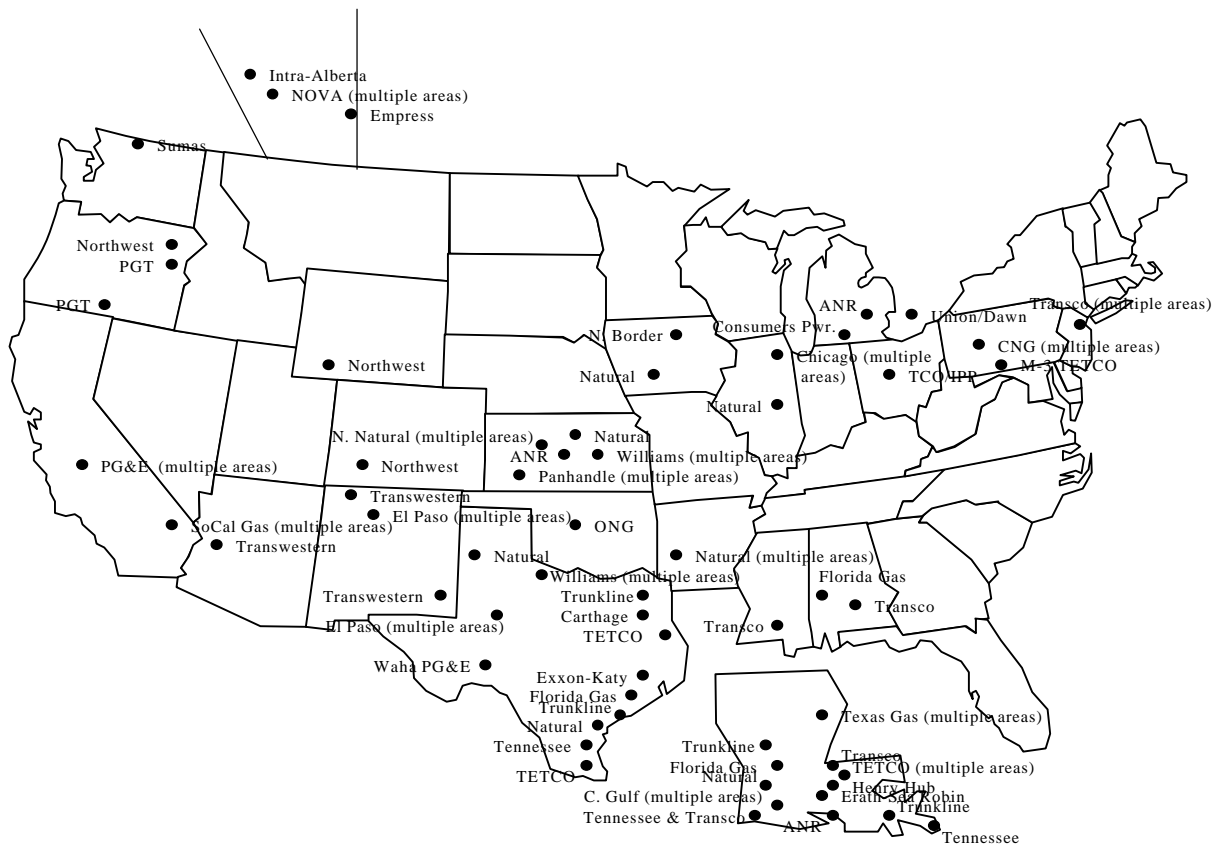 Intra-Alberta
NOVA (multiple areas)
Empress
Sumas
Northwest
PGT
PGT
Northwest
N. Border
Natural
Consumers Pwr.
ANR
Union/Dawn
Transco (multiple areas)
CNG (multiple areas)
M-3 TETCO
TCO/IPP
Chicago (multiple
areas)
Natural
N. Natural (multiple areas)
Natural
ANR
Williams (multiple areas)
Panhandle (multiple areas)
PG&E (multiple areas)
Northwest
Transwestern
El Paso (multiple areas)
SoCal Gas (multiple areas)
Transwestern
ONG
Natural
Natural (multiple areas)
Williams (multiple areas)
Transwestern
Trunkline
Carthage
TETCO
El Paso (multiple areas)
Florida Gas
Transco
Transco
Waha PG&E
Exxon-Katy
Florida Gas
Trunkline
Natural
Tennessee
TETCO
Texas Gas (multiple areas)
Trunkline
Transco
Florida Gas
TETCO (multiple areas)
Natural
Henry Hub
C. Gulf (multiple areas)
Erath Sea Robin
Trunkline
Tennessee & Transco
ANR
Tennessee